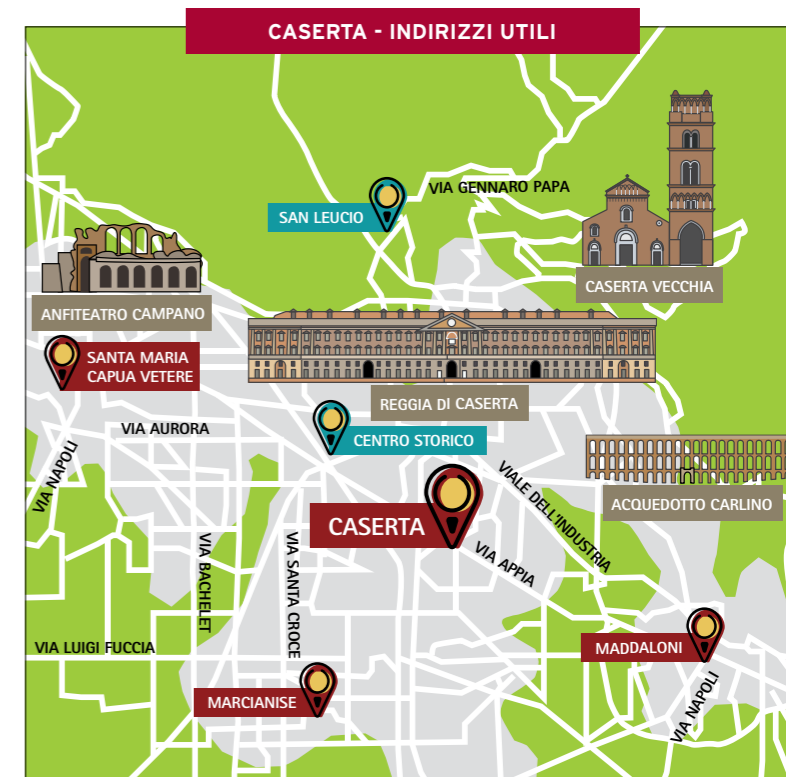 CASERTA - INDIRIZZI UTILI
VIA GENNARO PAPA
SAN LEUCIO
CASERTA VECCHIA
ANFITEATRO CAMPANO
SANTA MARIA
CAPUA VETERE
REGGIA DI CASERTA
VIA AURORA
CENTRO STORICO
VIA NAPOLI
VIALE DELL'INDUSTRIA
ACQUEDOTTO CARLINO
CASERTA
VIA BACHELET
VIA SANTA CROCE
VIA APPIA
VIA LUIGI FUCCIA
MADDALONI
MARCIANISE
VIA NAPOLI